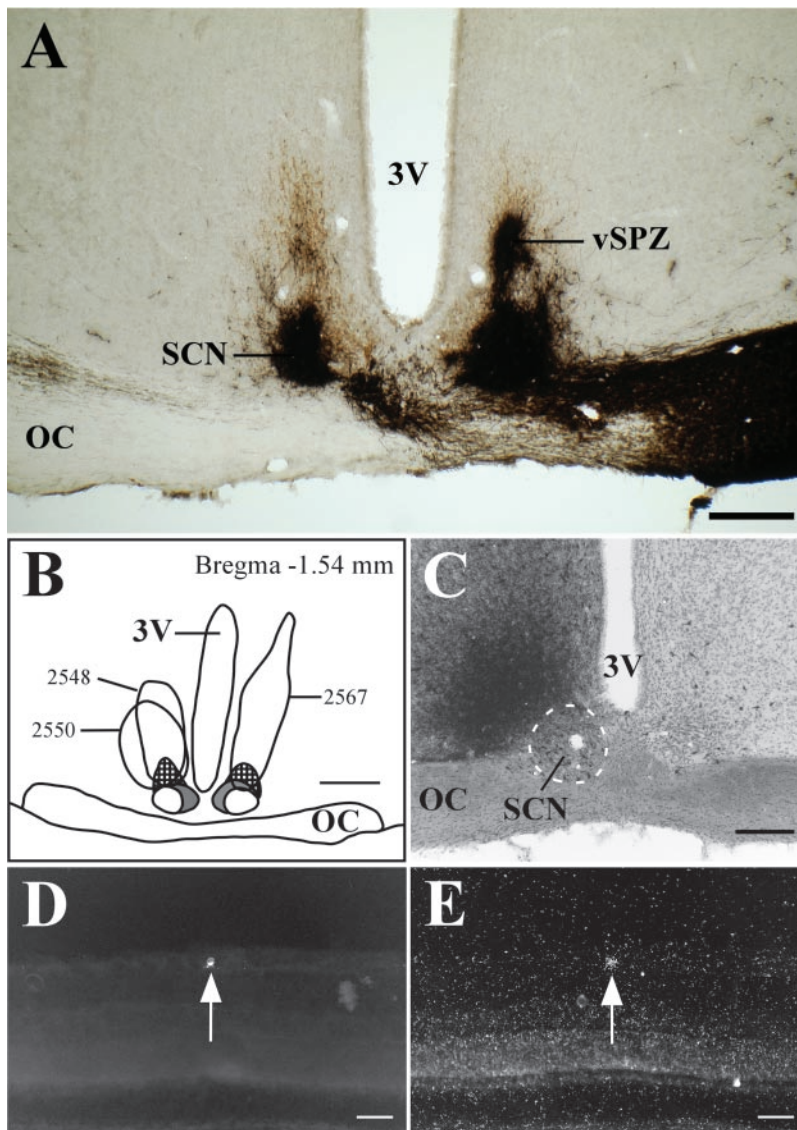 A
3V
vSPZ
SCN
OC
B
Bregma -1.54 mm
3V
2548
2550
2567
OC
C
3V
OC
SCN
D
E